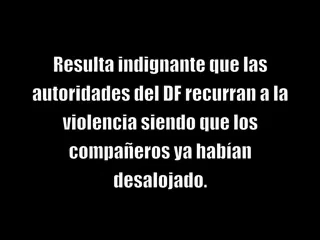 Resulta indignante que las
autoridades del DF recurran a la
violencia siendo que los
compañeros ya habían
desalojado.